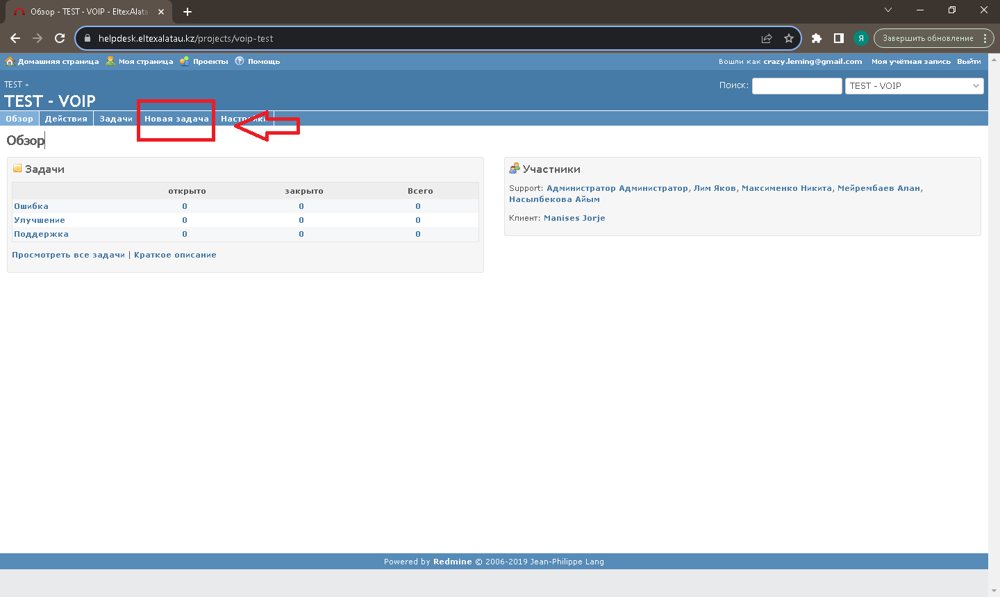 Обзор - TEST - VOIP - EltexAlata
helpdesk.eltexalatau.kz/projects/voip-test
Я
Завершить обновление
Домашняя страница Моя страница Проекты Помощь
Вошли как crazy.leming@gmail.com Моя учётная запись Выйти
TEST »
Поиск: TEST - VOIP
TEST - VOIP
Обзор Действия Задачи Новая задача Настройки
Обзор
Задачи
открыто закрыто Всего
Ошибка 0 0 0
Улучшение 0 0 0
Поддержка 0 0 0
Просмотреть все задачи | Краткое описание
Участники
Support: Администратор Администратор, Лим Яков, Максименко Никита, Мейрембаев Алан,
Насылбекова Айым
Клиент: Manises Jorje
Powered by Redmine © 2006-2019 Jean-Philippe Lang